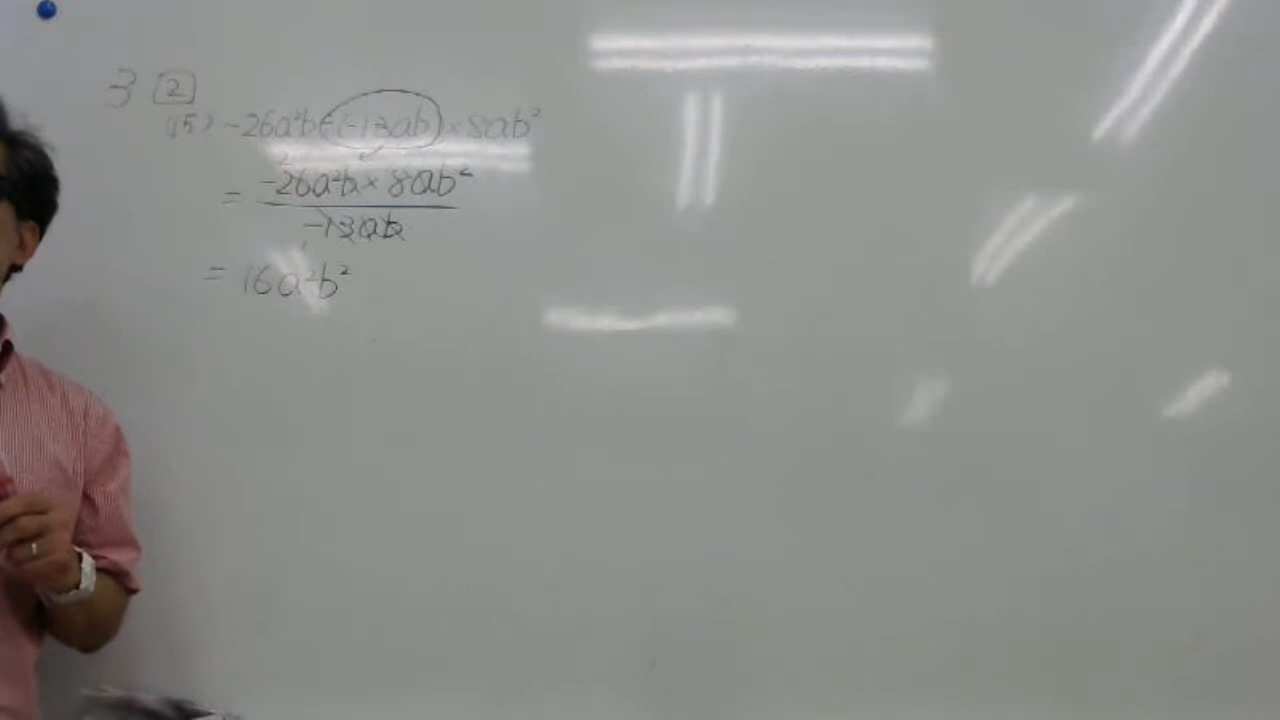 3 2
(5) -26a²b÷(-13ab)×8ab²
= -26a²b×8ab²
-13ab
= 16a²b²